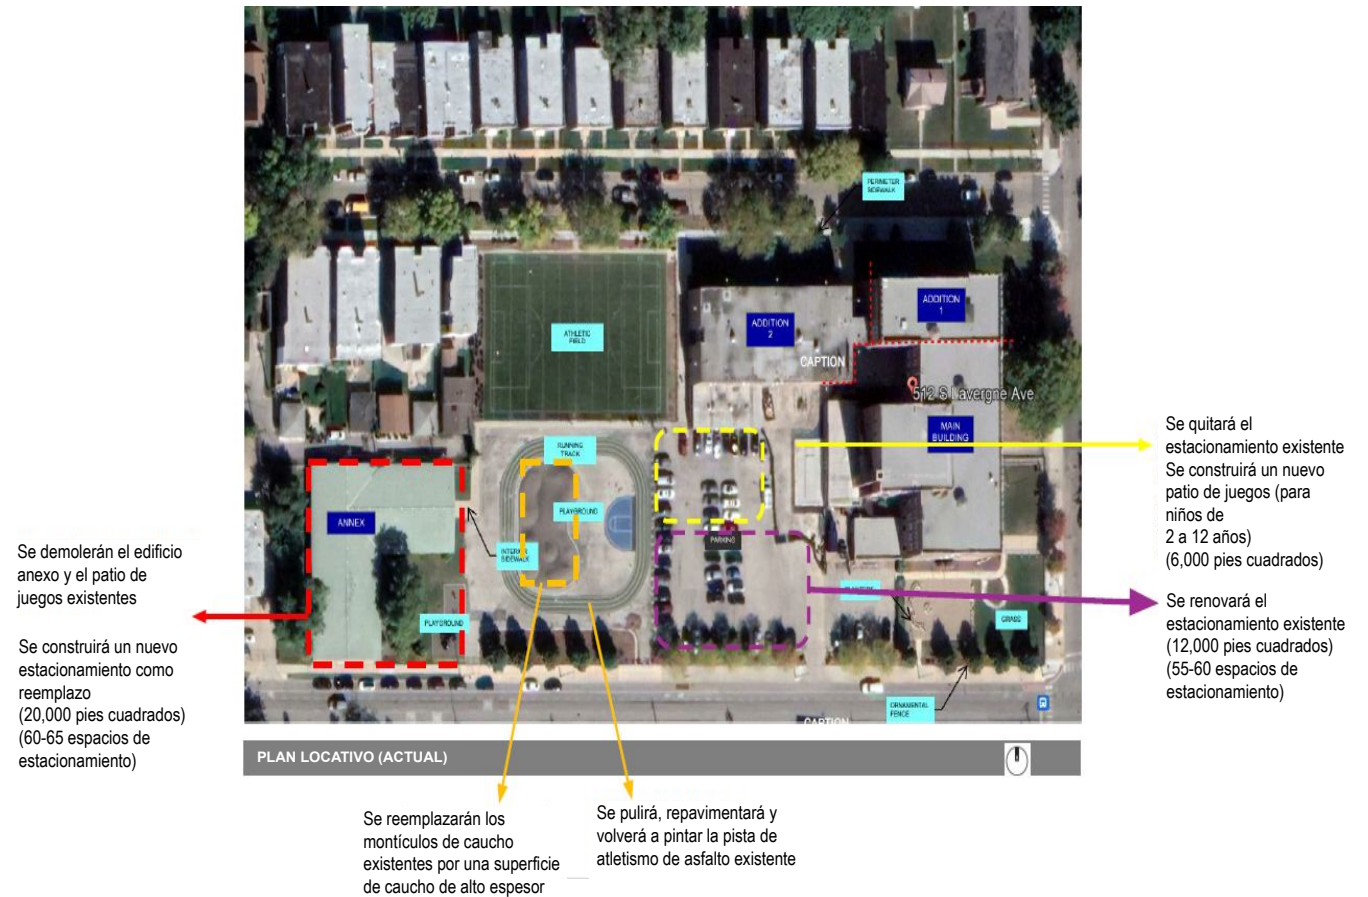 PERIMETER
SIDEWALK
ADDITION
1
ADDITION
2
ATHLETIC
FIELD
CAPTION
512 S Lavergne Ave
MAIN
BUILDING
RUNNING
TRACK
PLAYGROUND
ANNEX
PARKING
INTERIOR
SIDEWALK
PLAYGROUND
GRASS
ORNAMENTAL
FENCE
CAPTION
Se quitará el
estacionamiento existente
Se construirá un nuevo
patio de juegos (para
niños de
2 a 12 años)
(6,000 pies cuadrados)
Se renovará el
estacionamiento existente
(12,000 pies cuadrados)
(55-60 espacios de
estacionamiento)
Se demolerán el edificio
anexo y el patio de
juegos existentes
Se construirá un nuevo
estacionamiento como
reemplazo
(20,000 pies cuadrados)
(60-65 espacios de
estacionamiento)
PLAN LOCATIVO (ACTUAL)
Se reemplazarán los
montículos de caucho
existentes por una superficie
de caucho de alto espesor
Se pulirá, repavimentará y
volverá a pintar la pista de
atletismo de asfalto existente